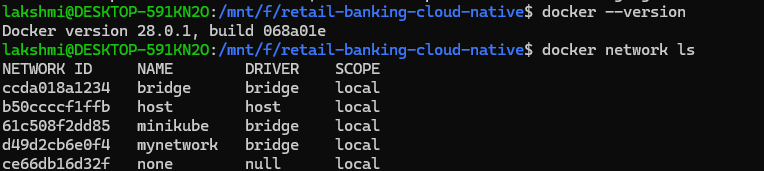 lakshmi@DESKTOP-591KN2O:/mnt/f/retail-banking-cloud-native$ docker --version
Docker version 28.0.1, build 068a01e
lakshmi@DESKTOP-591KN2O:/mnt/f/retail-banking-cloud-native$ docker network ls
NETWORK ID     NAME        DRIVER    SCOPE
ccda018a1234   bridge      bridge    local
b50ccccf1ffb   host        host      local
61c508f2dd85   minikube    bridge    local
d49d2cb6e0f4   mynetwork   bridge    local
ce66db16d32f   none        null      local